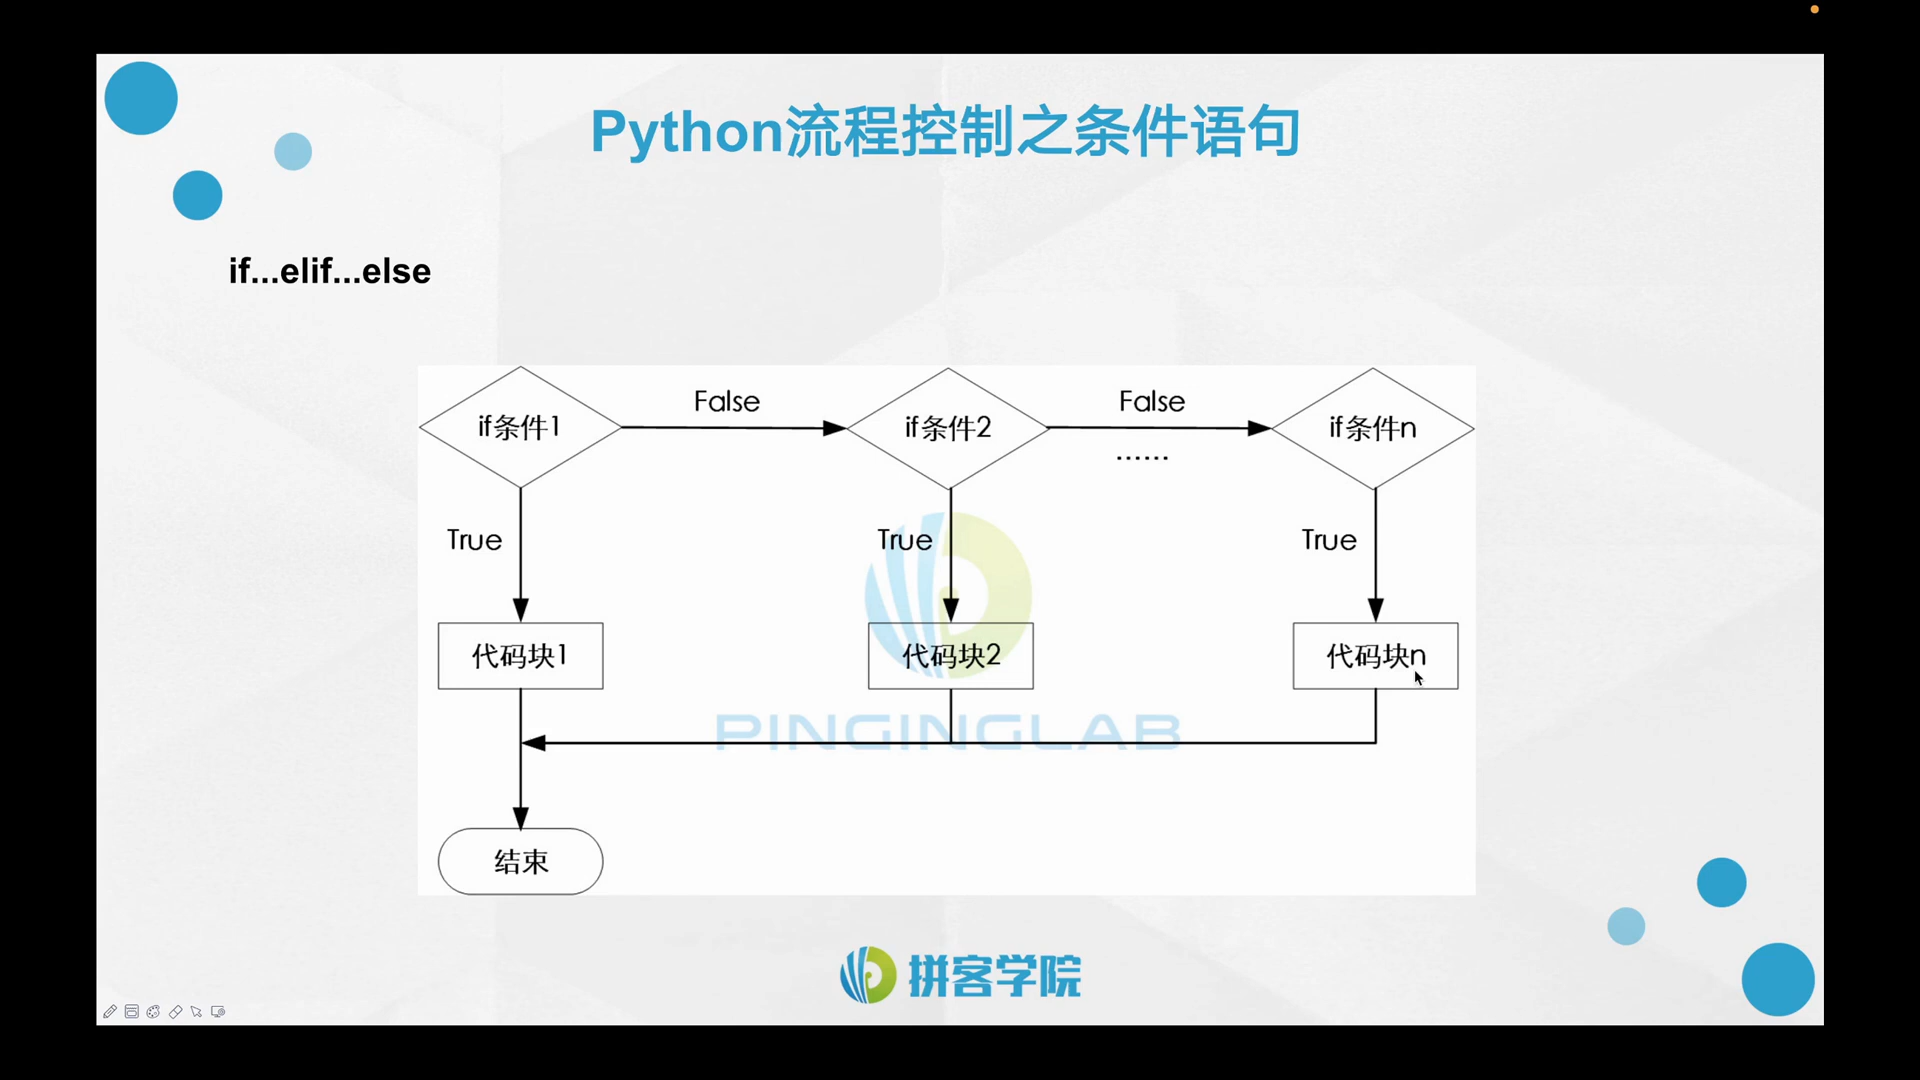 Python流程控制之条件语句
if...elif...else
if条件1
False
if条件2
False
......
if条件n
True
True
True
代码块1
代码块2
代码块n
PINGINGLAB
结束
拼客学院